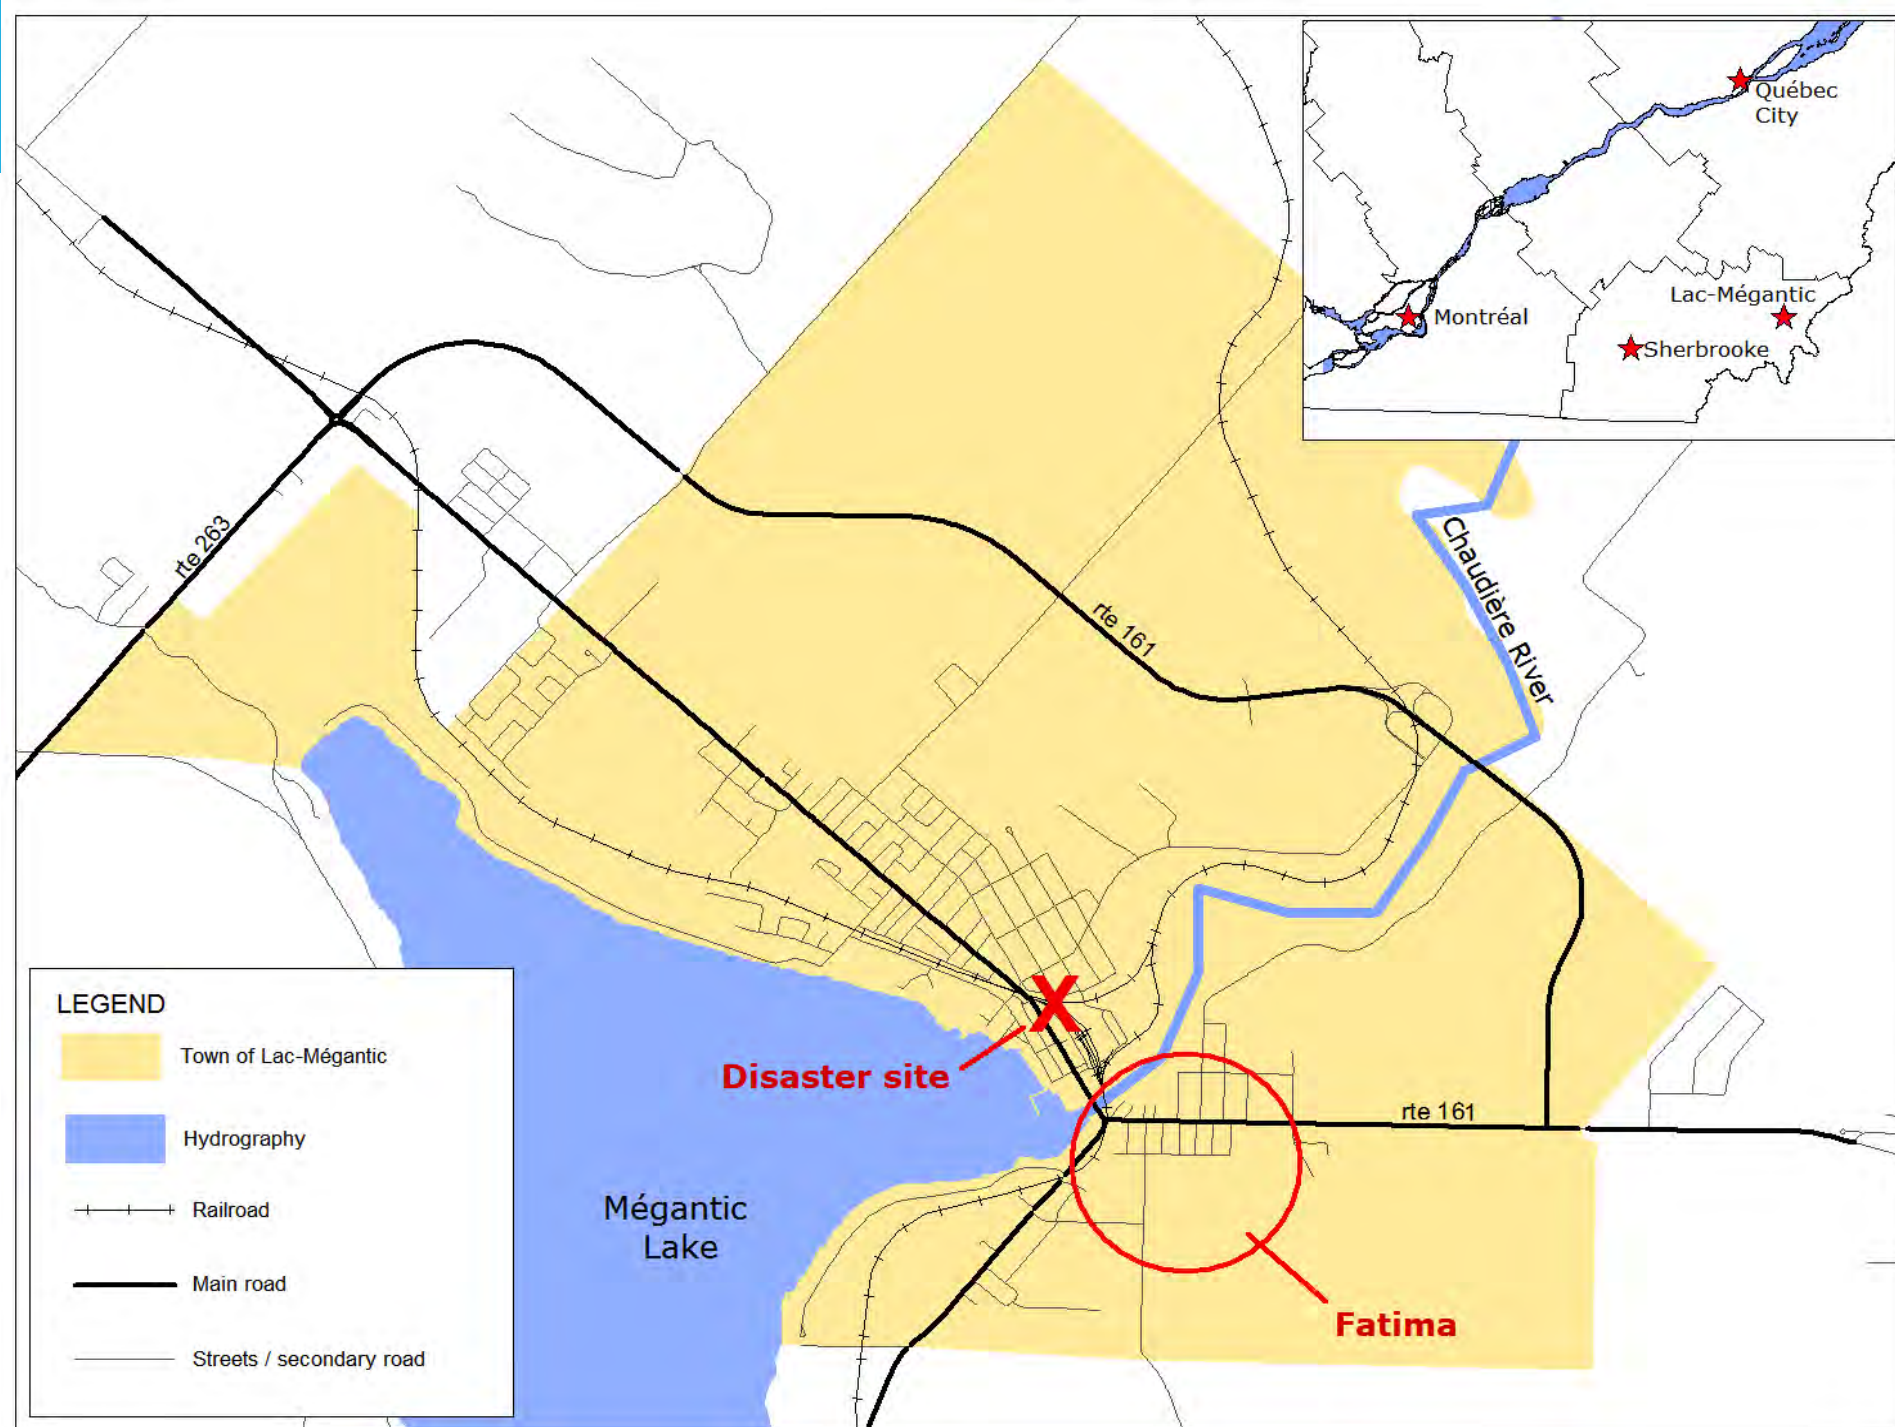 Québec
City
Lac-Mégantic
Montréal
Sherbrooke
rte 263
Chaudière River
rte 161
LEGEND
Town of Lac-Mégantic
Hydrography
Railroad
Main road
Streets / secondary road
Disaster site
rte 161
Mégantic
Lake
Fatima